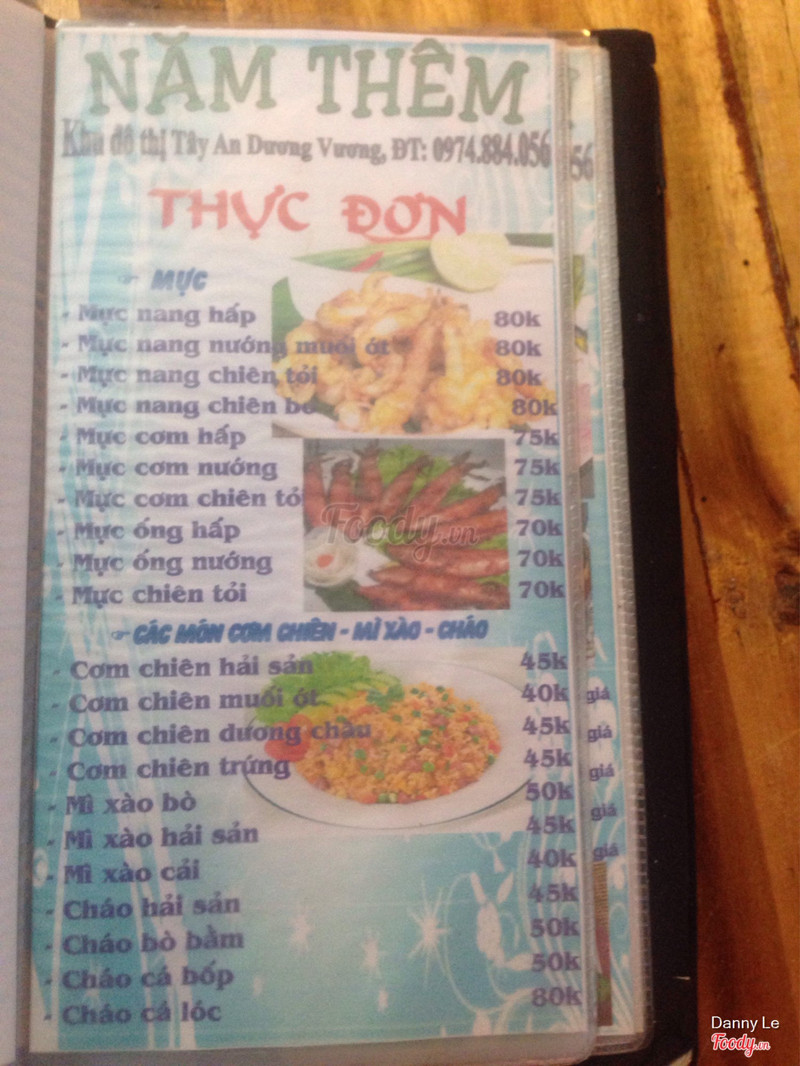 NĂM THÊM
Khu đô thị Tây An Dương Vương, ĐT: 0974.884.056
THỰC ĐƠN
MỰC
- Mực nang hấp 80k
- Mực nang nướng muối ớt 80k
- Mực nang chiên tỏi 80k
- Mực nang chiên bơ 80k
- Mực cơm hấp 75k
- Mực cơm nướng 75k
- Mực cơm chiên tỏi 75k
- Mực ống hấp 70k
- Mực ống nướng 70k
- Mực chiên tỏi 70k
CÁC MÓN CƠM CHIÊN - MÌ XÀO - CHÁO
- Cơm chiên hải sản 45k
- Cơm chiên muối ớt 40k
- Cơm chiên dương châu 45k
- Cơm chiên trứng 45k
- Mì xào bò 50k
- Mì xào hải sản 45k
- Mì xào cải 40k
- Cháo hải sản 45k
- Cháo bò bằm 50k
- Cháo cá bốp 50k
- Cháo cá lóc 80k
56
giá
giá
giá
giá
giá
Foody.vn
Danny Le
Foody.vn